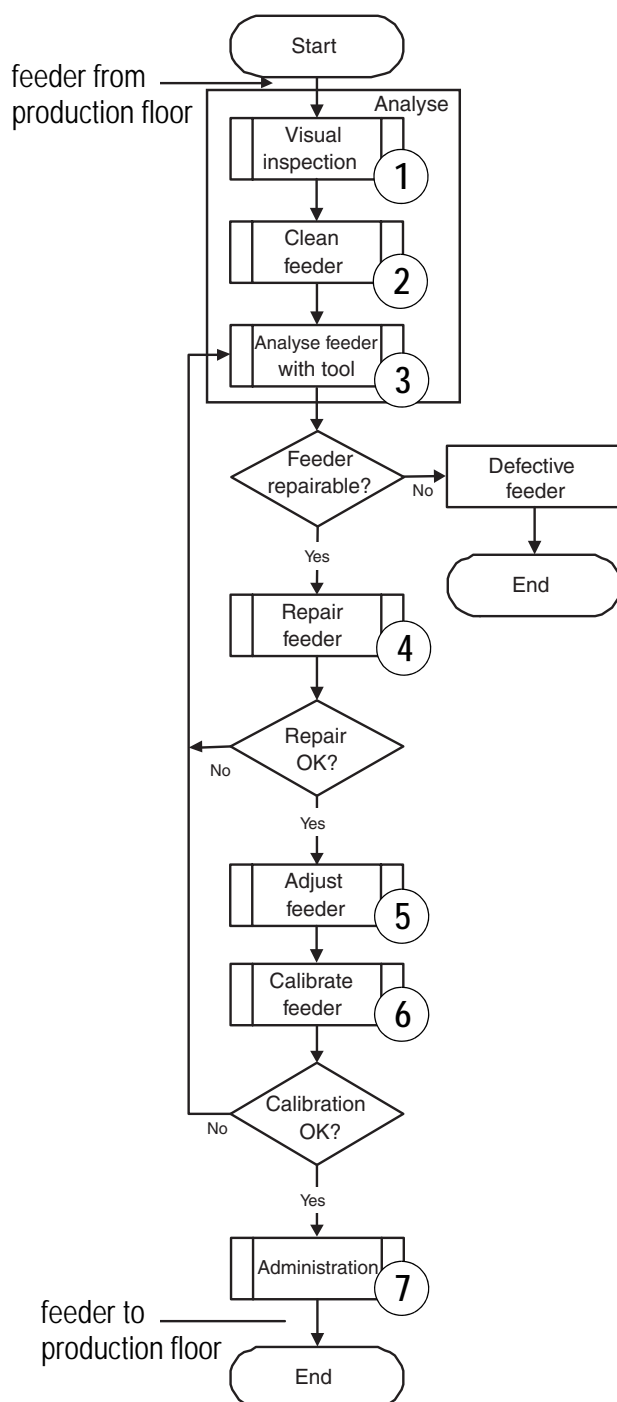 Start
feeder from
production floor
Analyse
Visual
inspection
1
Clean
feeder
2
Analyse feeder
with tool
3
Feeder
repairable?
No
Defective
feeder
End
Yes
Repair
feeder
4
Repair
OK?
No
Yes
Adjust
feeder
5
Calibrate
feeder
6
Calibration
OK?
No
Yes
Administration
7
feeder to
production floor
End